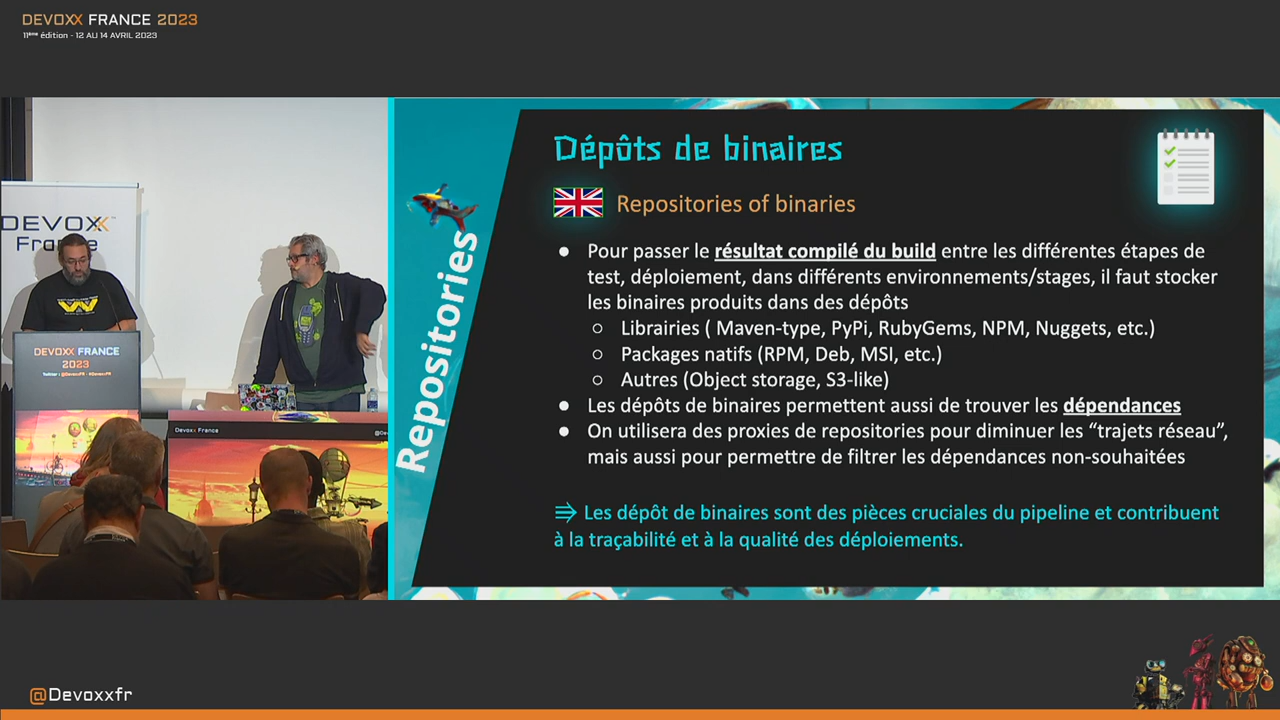 DEVOXX FRANCE 2023
11ème édition - 12 AU 14 AVRIL 2023
DEVOXX™
France
DEVOXX FRANCE
2023
Twitter : @DevoxxFR - #DevoxxFR
Devoxx France
Repositories
Dépôts de binaires
Repositories of binaries
● Pour passer le résultat compilé du build entre les différentes étapes de
test, déploiement, dans différents environnements/stages, il faut stocker
les binaires produits dans des dépôts
○ Librairies ( Maven-type, PyPi, RubyGems, NPM, Nuggets, etc.)
○ Packages natifs (RPM, Deb, MSI, etc.)
○ Autres (Object storage, S3-like)
● Les dépôts de binaires permettent aussi de trouver les dépendances
● On utilisera des proxies de repositories pour diminuer les “trajets réseau”,
mais aussi pour permettre de filtrer les dépendances non-souhaitées
⇛ Les dépôt de binaires sont des pièces cruciales du pipeline et contribuent
à la traçabilité et à la qualité des déploiements.
@Devoxxfr